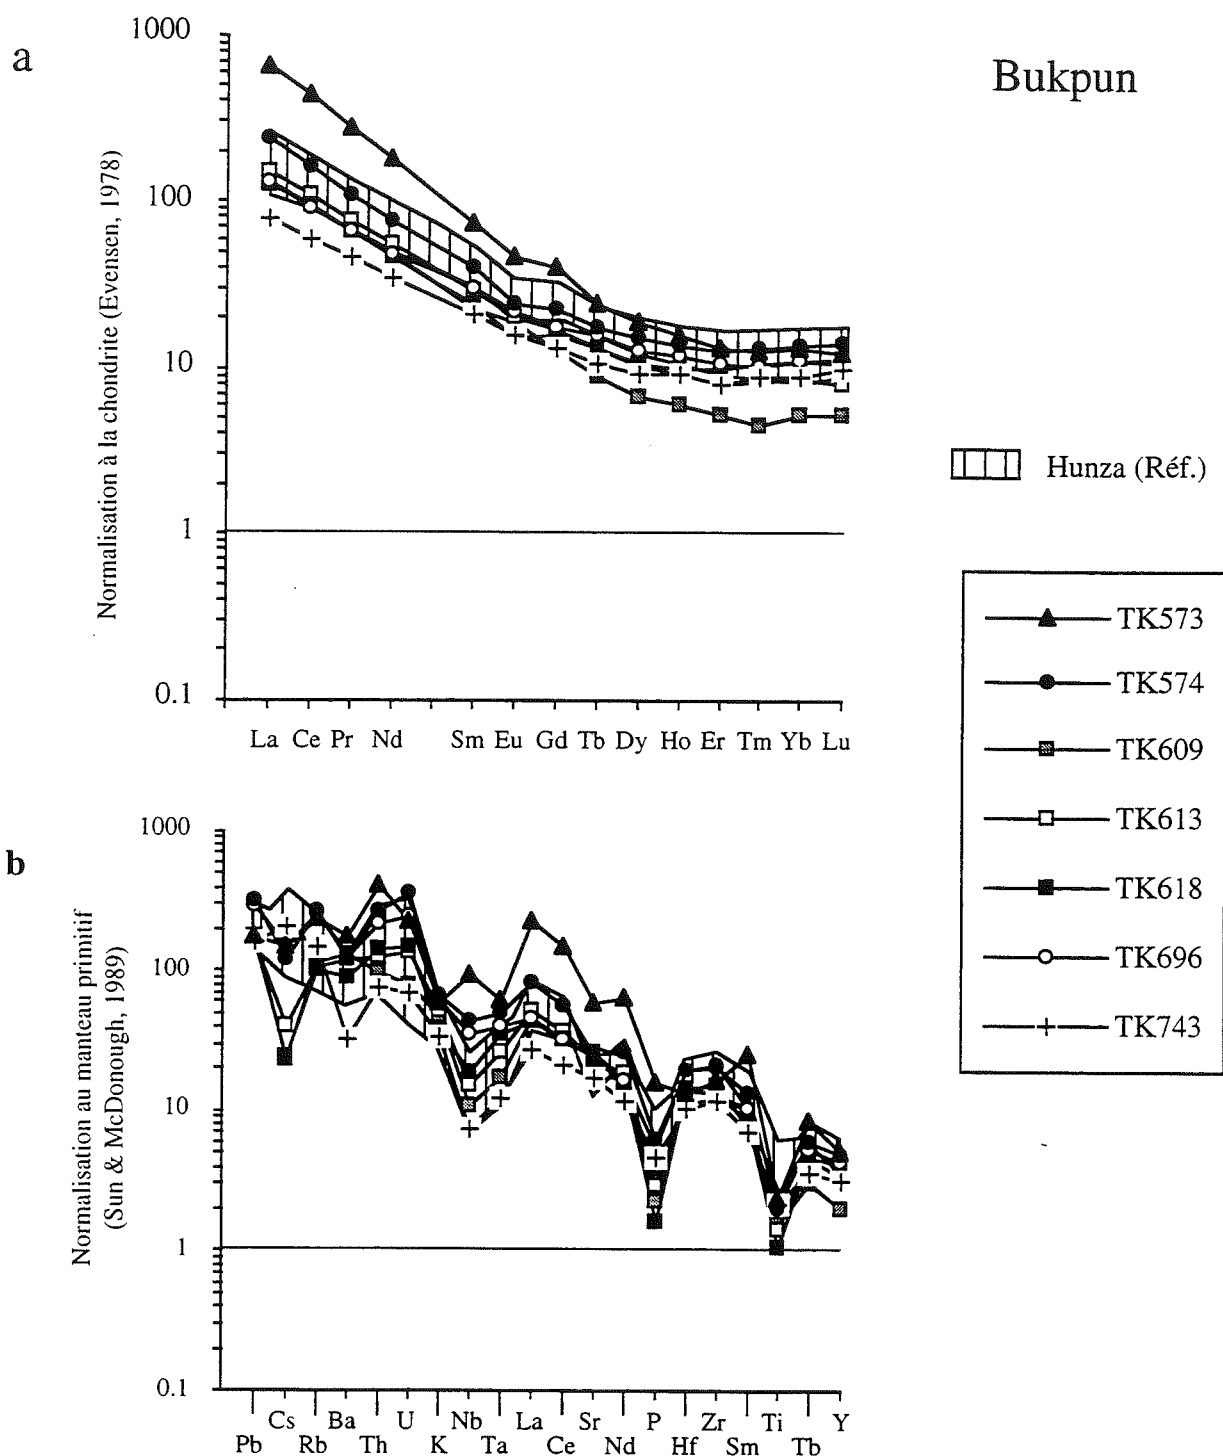 a
Bukpun
Normalisation à la chondrite (Evensen, 1978)
1000
100
10
1
0.1
La Ce Pr Nd Sm Eu Gd Tb Dy Ho Er Tm Yb Lu
Hunza (Réf.)
TK573
TK574
TK609
TK613
TK618
TK696
TK743
b
Normalisation au manteau primitif
(Sun & McDonough, 1989)
1000
100
10
1
0.1
Cs Ba U Nb La Sr P Zr Ti Y
Pb Rb Th K Ta Ce Nd Hf Sm Tb